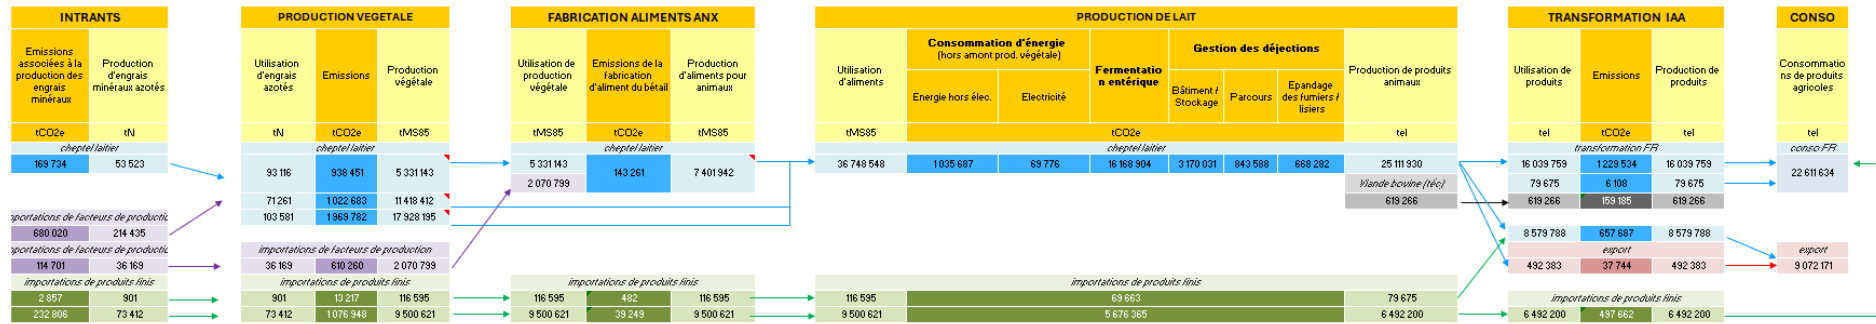 INTRANTS PRODUCTION VEGETALE FABRICATION ALIMENTS ANX PRODUCTION DE LAIT TRANSFORMATION IAA CONSO
Emissions associées à la production des engrais minéraux
Production d'engrais minéraux azotés
Utilisation d'engrais azotés
Emissions
Production végétale
Utilisation de production végétale
Emissions de la fabrication d'aliment du bétail
Production d'aliments pour animaux
Utilisation d'aliments
Consommation d'énergie
(hors amont prod. végétale)
Energie hors élec.
Electricité
Fermentatio
n entérique
Gestion des déjections
Bâtiment / Stockage
Parcours
Epandage des fumiers / lisiers
Production de produits animaux
Utilisation de produits
Emissions
Production de produits
Consommatio
ns de produits agricoles
tCO2e tN tN tCO2e tMS85 tMS85 tCO2e tMS85 tMS85 tCO2e tel tel tCO2e tel tel
cheptel laitier cheptel laitier cheptel laitier cheptel laitier transformation FR conso FR
169 734 53 523 93 116 938 451 5 331 143 5 331 143 143 261 7 401 942 36 748 548 1 035 687 69 776 16 168 904 3 170 031 843 588 668 282 25 111 930 16 039 759 1 229 534 16 039 759 22 611 634
2 070 799 Viande bovine (téc) 79 675 6 108 79 675
71 261 1 022 683 11 418 412 619 266 619 266 159 185 619 266
portations de facteurs de productio 103 581 1 969 782 17 928 195
680 020 214 435 8 579 788 657 687 8 579 788
portations de facteurs de productio importations de facteurs de production export export
114 701 36 169 36 169 610 260 2 070 799 492 383 37 744 492 383 9 072 171
importations de produits finis importations de produits finis importations de produits finis importations de produits finis
2 857 901 901 13 217 116 595 116 595 482 116 595 116 595 69 663 79 675 importations de produits finis
232 806 73 412 73 412 1 076 948 9 500 621 9 500 621 39 249 9 500 621 9 500 621 5 676 365 6 492 200 6 492 200 497 662 6 492 200